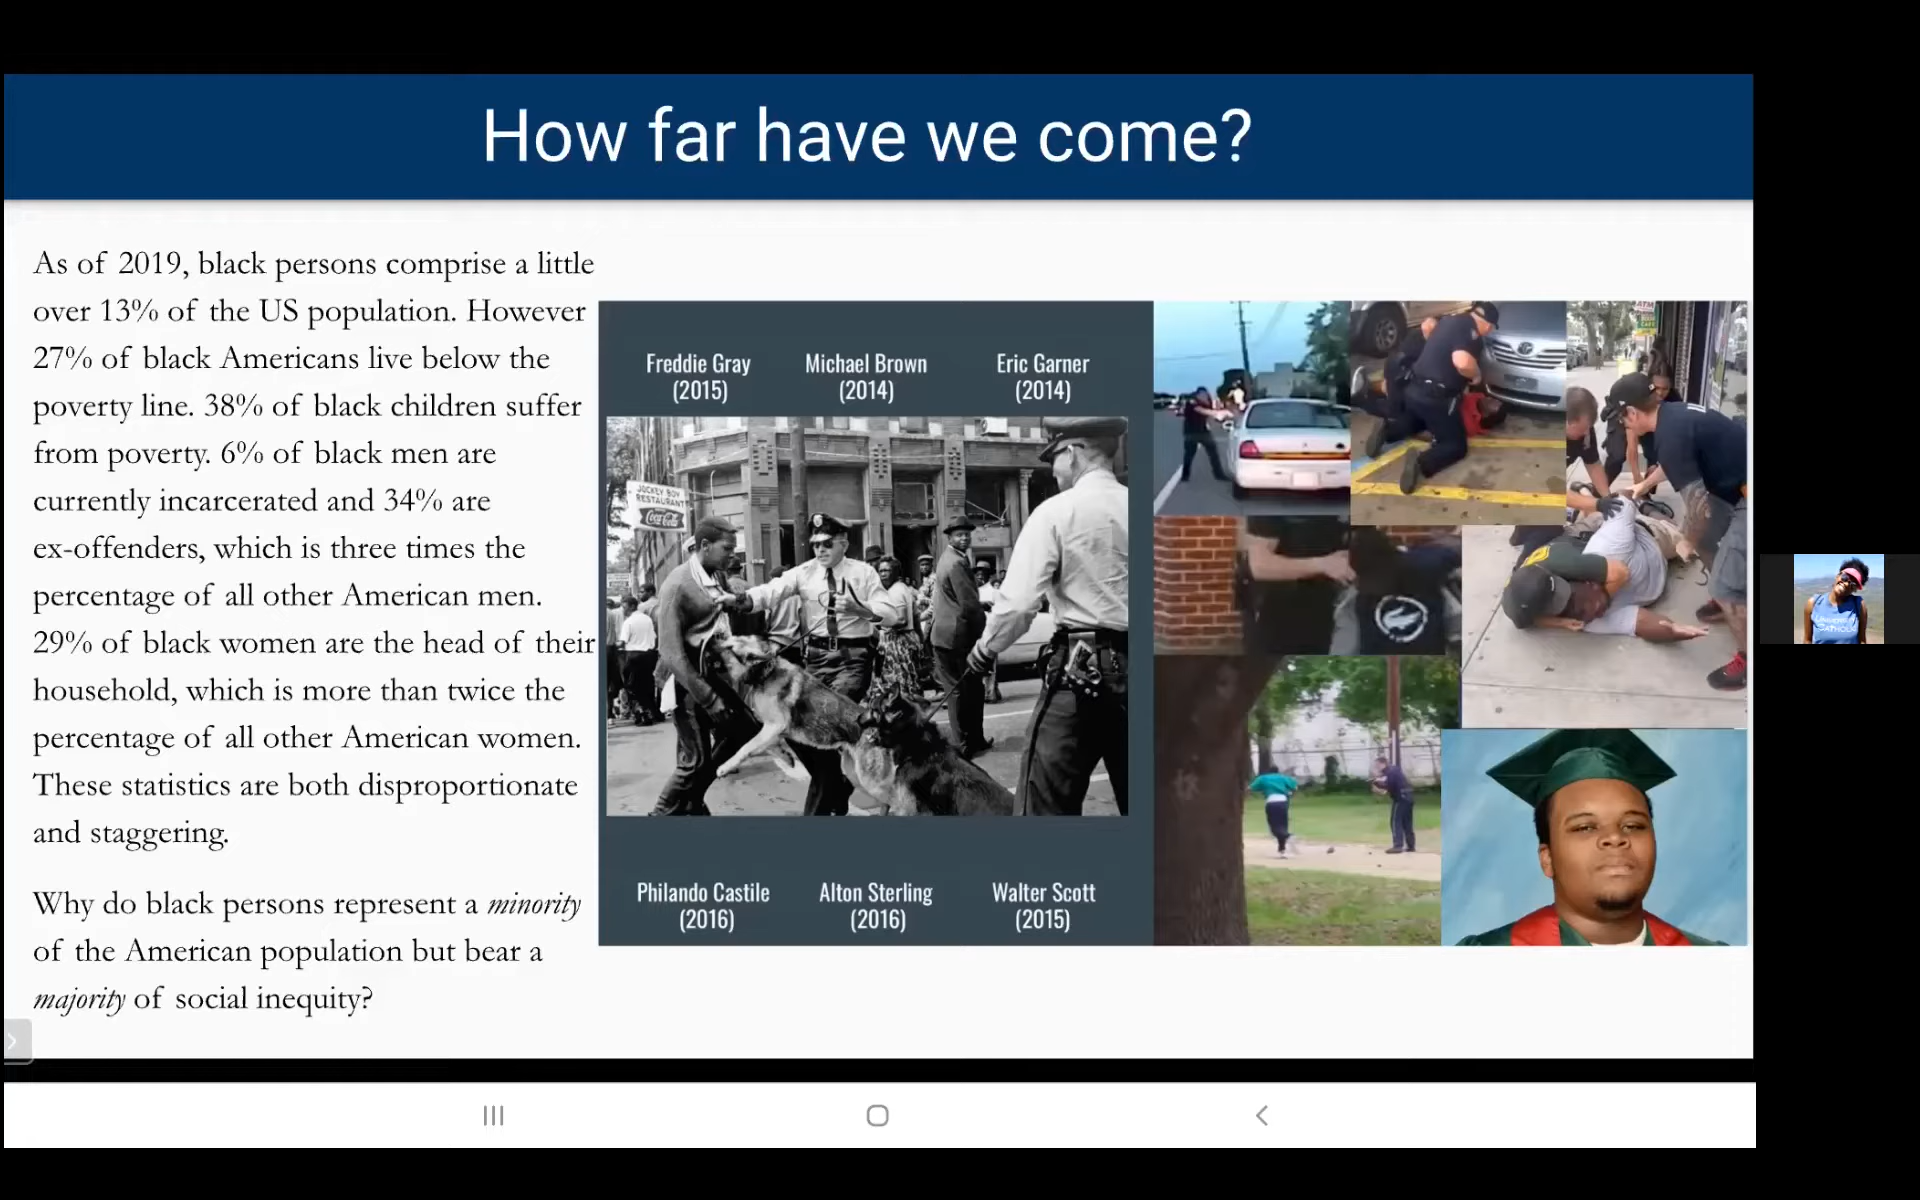 How far have we come?
As of 2019, black persons comprise a little
over 13% of the US population. However
27% of black Americans live below the
poverty line. 38% of black children suffer
from poverty. 6% of black men are
currently incarcerated and 34% are
ex-offenders, which is three times the
percentage of all other American men.
29% of black women are the head of their
household, which is more than twice the
percentage of all other American women.
These statistics are both disproportionate
and staggering.
Why do black persons represent a minority
of the American population but bear a
majority of social inequity?
Freddie Gray
(2015)
Michael Brown
(2014)
Eric Garner
(2014)
JOCKEY BOY
RESTAURANT
Coca-Cola
Philando Castile
(2016)
Alton Sterling
(2016)
Walter Scott
(2015)
ATM